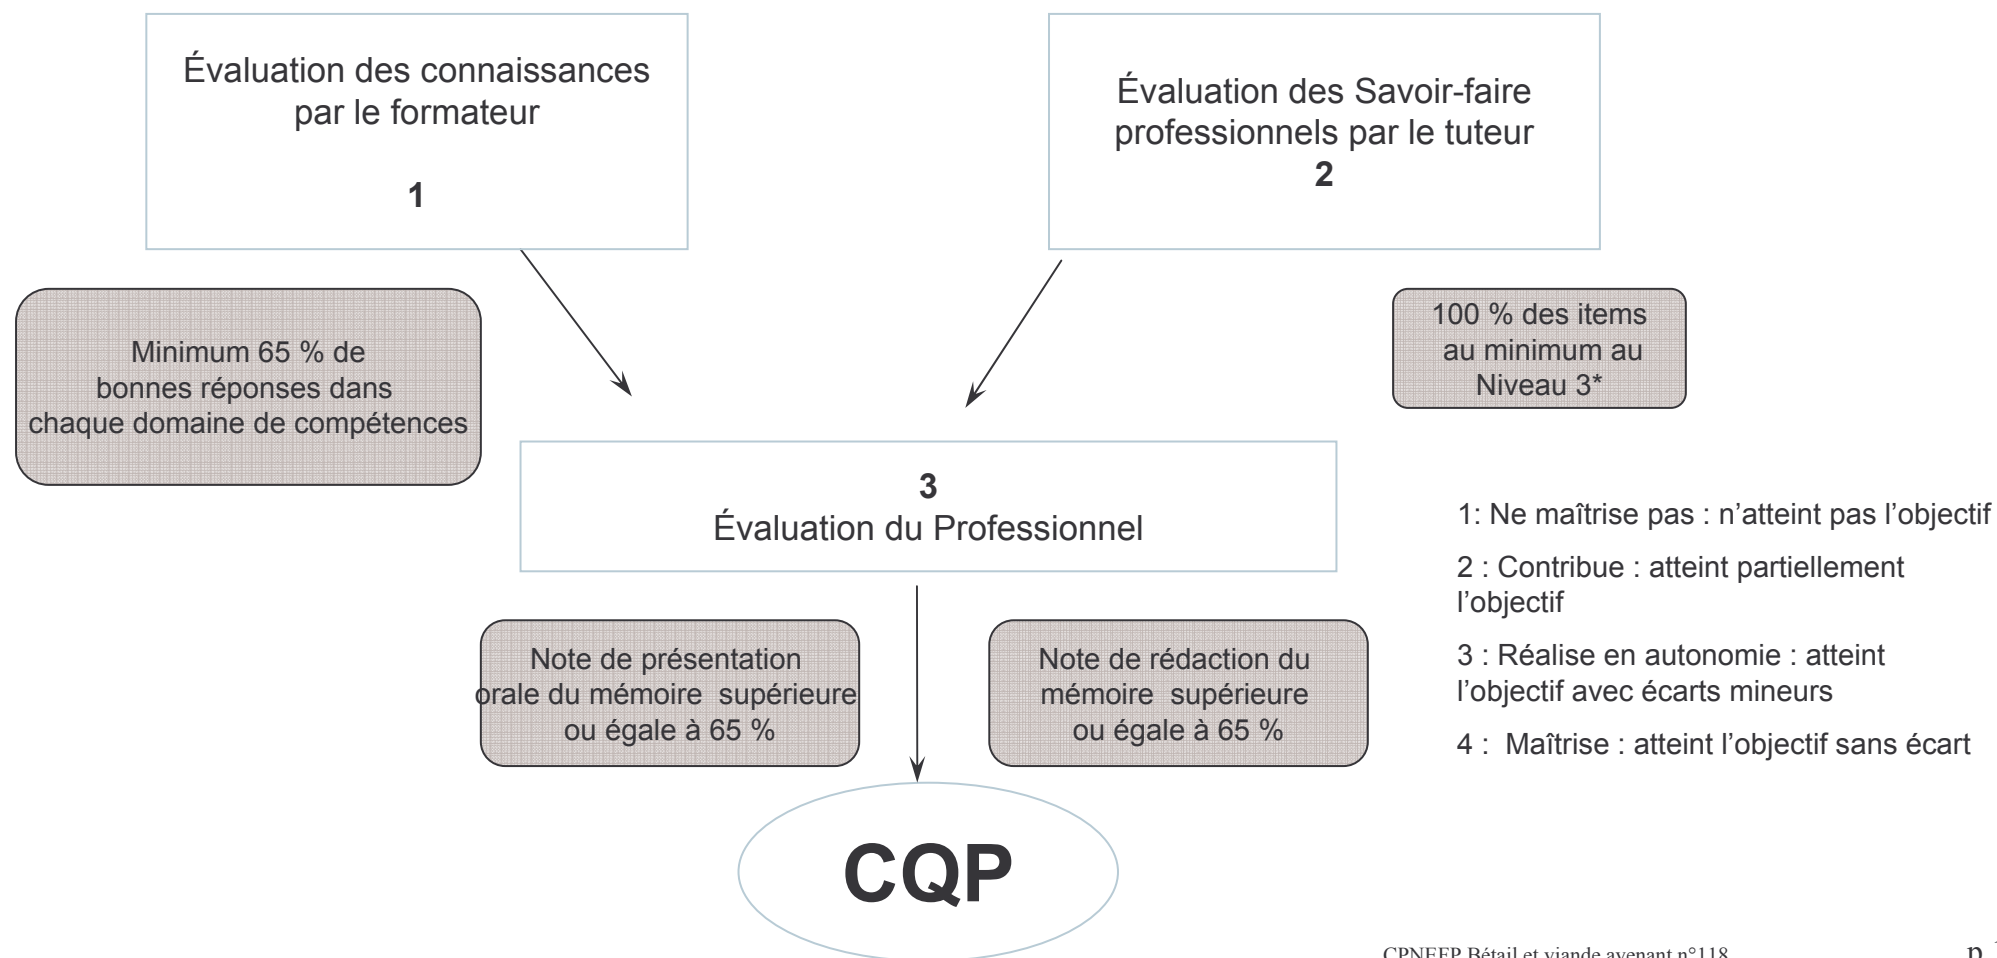 Évaluation des connaissances
par le formateur
1
Évaluation des Savoir-faire
professionnels par le tuteur
2
Minimum 65 % de
bonnes réponses dans
chaque domaine de compétences
100 % des items
au minimum au
Niveau 3*
3
Évaluation du Professionnel
1: Ne maîtrise pas : n’atteint pas l’objectif
2 : Contribue : atteint partiellement
l’objectif
3 : Réalise en autonomie : atteint
l’objectif avec écarts mineurs
4 :  Maîtrise : atteint l’objectif sans écart
Note de présentation
orale du mémoire  supérieure
ou égale à 65 %
Note de rédaction du
mémoire  supérieure
ou égale à 65 %
CQP
CPNEFP Bétail et viande avenant n°118
p